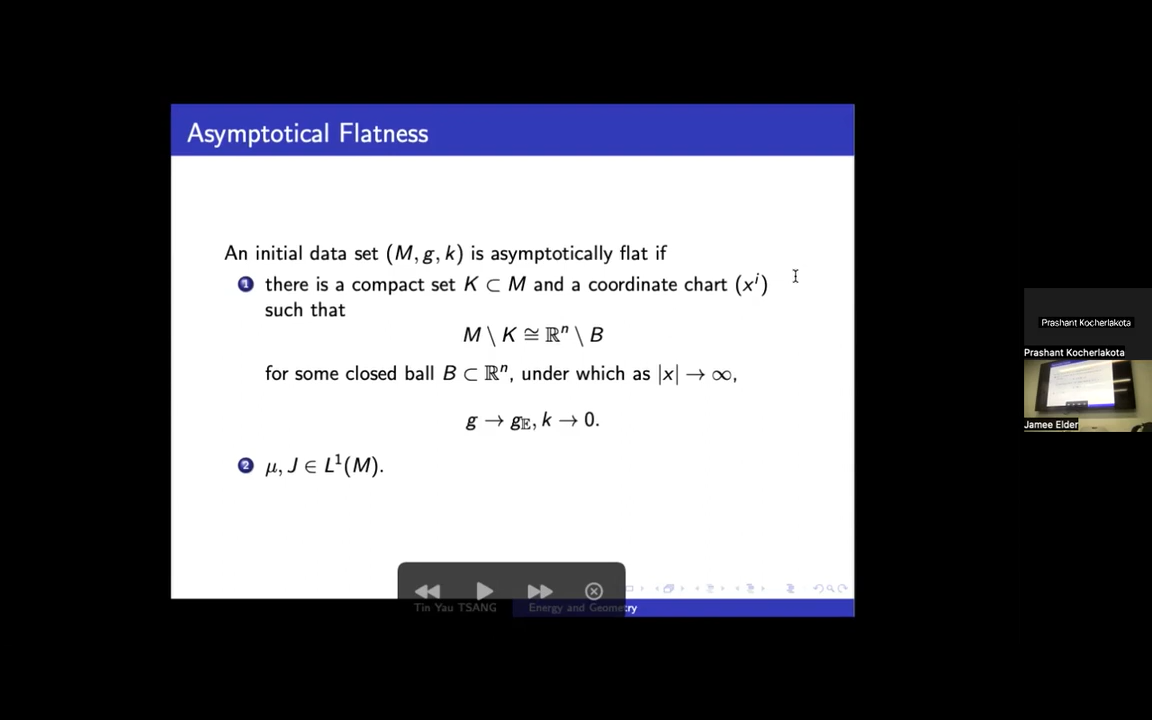 Asymptotical Flatness
An initial data set (M, g, k) is asymptotically flat if
1 there is a compact set K ⊂ M and a coordinate chart (xⁱ)
such that
M \ K ≅ ℝⁿ \ B
for some closed ball B ⊂ ℝⁿ, under which as |x| → ∞,
g → g_𝔼, k → 0.
2 μ, J ∈ L¹(M).
Tin Yau TSANG
Energy and Geometry
Prashant Kocherlakota
Prashant Kocherlakota
Jamee Elder